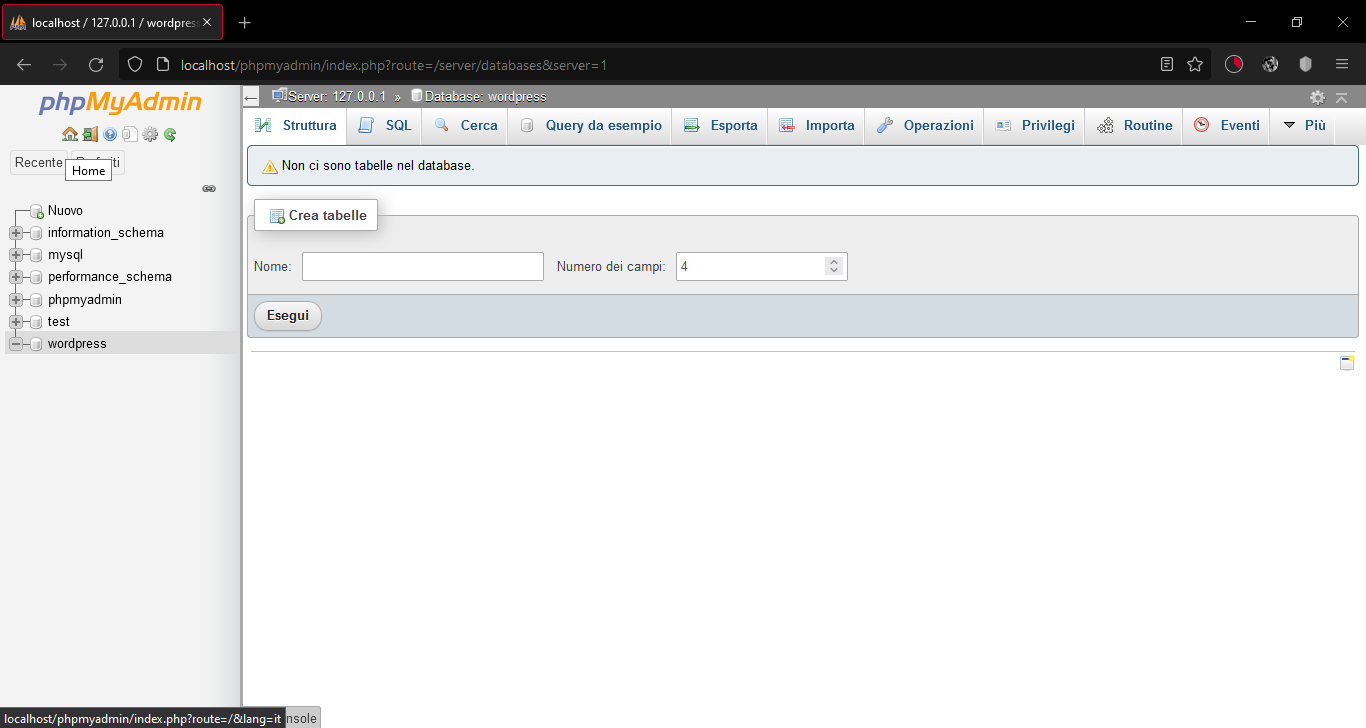 localhost / 127.0.0.1 / wordpress
localhost/phpmyadmin/index.php?route=/server/databases&server=1
phpMyAdmin
Server: 127.0.0.1 » Database: wordpress
Struttura SQL Cerca Query da esempio Esporta Importa Operazioni Privilegi Routine Eventi Più
Recente
Home
Non ci sono tabelle nel database.
Nuovo
information_schema
mysql
performance_schema
phpmyadmin
test
wordpress
Crea tabelle
Nome: Numero dei campi: 4
Esegui
localhost/phpmyadmin/index.php?route=/&lang=it nsole